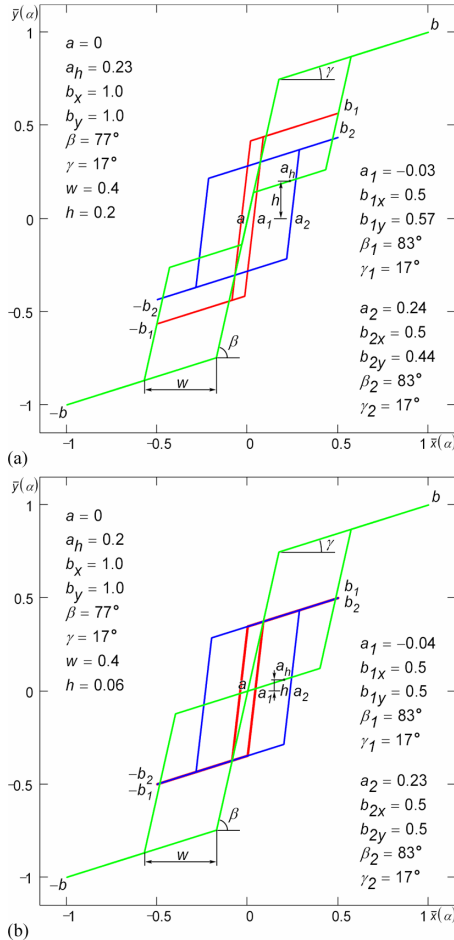 ȳ(α)
b
1
a = 0
a_h = 0.23
b_x = 1.0
b_y = 1.0
β = 77°
γ = 17°
w = 0.4
h = 0.2
γ
b_1
b_2
0.5
a_h
h
a a_1 a_2
0
a_1 = −0.03
b_1x = 0.5
b_1y = 0.57
β_1 = 83°
γ_1 = 17°
a_2 = 0.24
b_2x = 0.5
b_2y = 0.44
β_2 = 83°
γ_2 = 17°
−b_2
−0.5
−b_1
β
w
−1
−b
−1 −0.5 0 0.5 1 x̄(α)
(a)
ȳ(α)
b
1
a = 0
a_h = 0.2
b_x = 1.0
b_y = 1.0
β = 77°
γ = 17°
w = 0.4
h = 0.06
γ
b_1
b_2
0.5
a_h
a a_1 h a_2
0
a_1 = −0.04
b_1x = 0.5
b_1y = 0.5
β_1 = 83°
γ_1 = 17°
a_2 = 0.23
b_2x = 0.5
b_2y = 0.5
β_2 = 83°
γ_2 = 17°
−b_2
−b_1
−0.5
β
w
−b
−1
−1 −0.5 0 0.5 1 x̄(α)
(b)